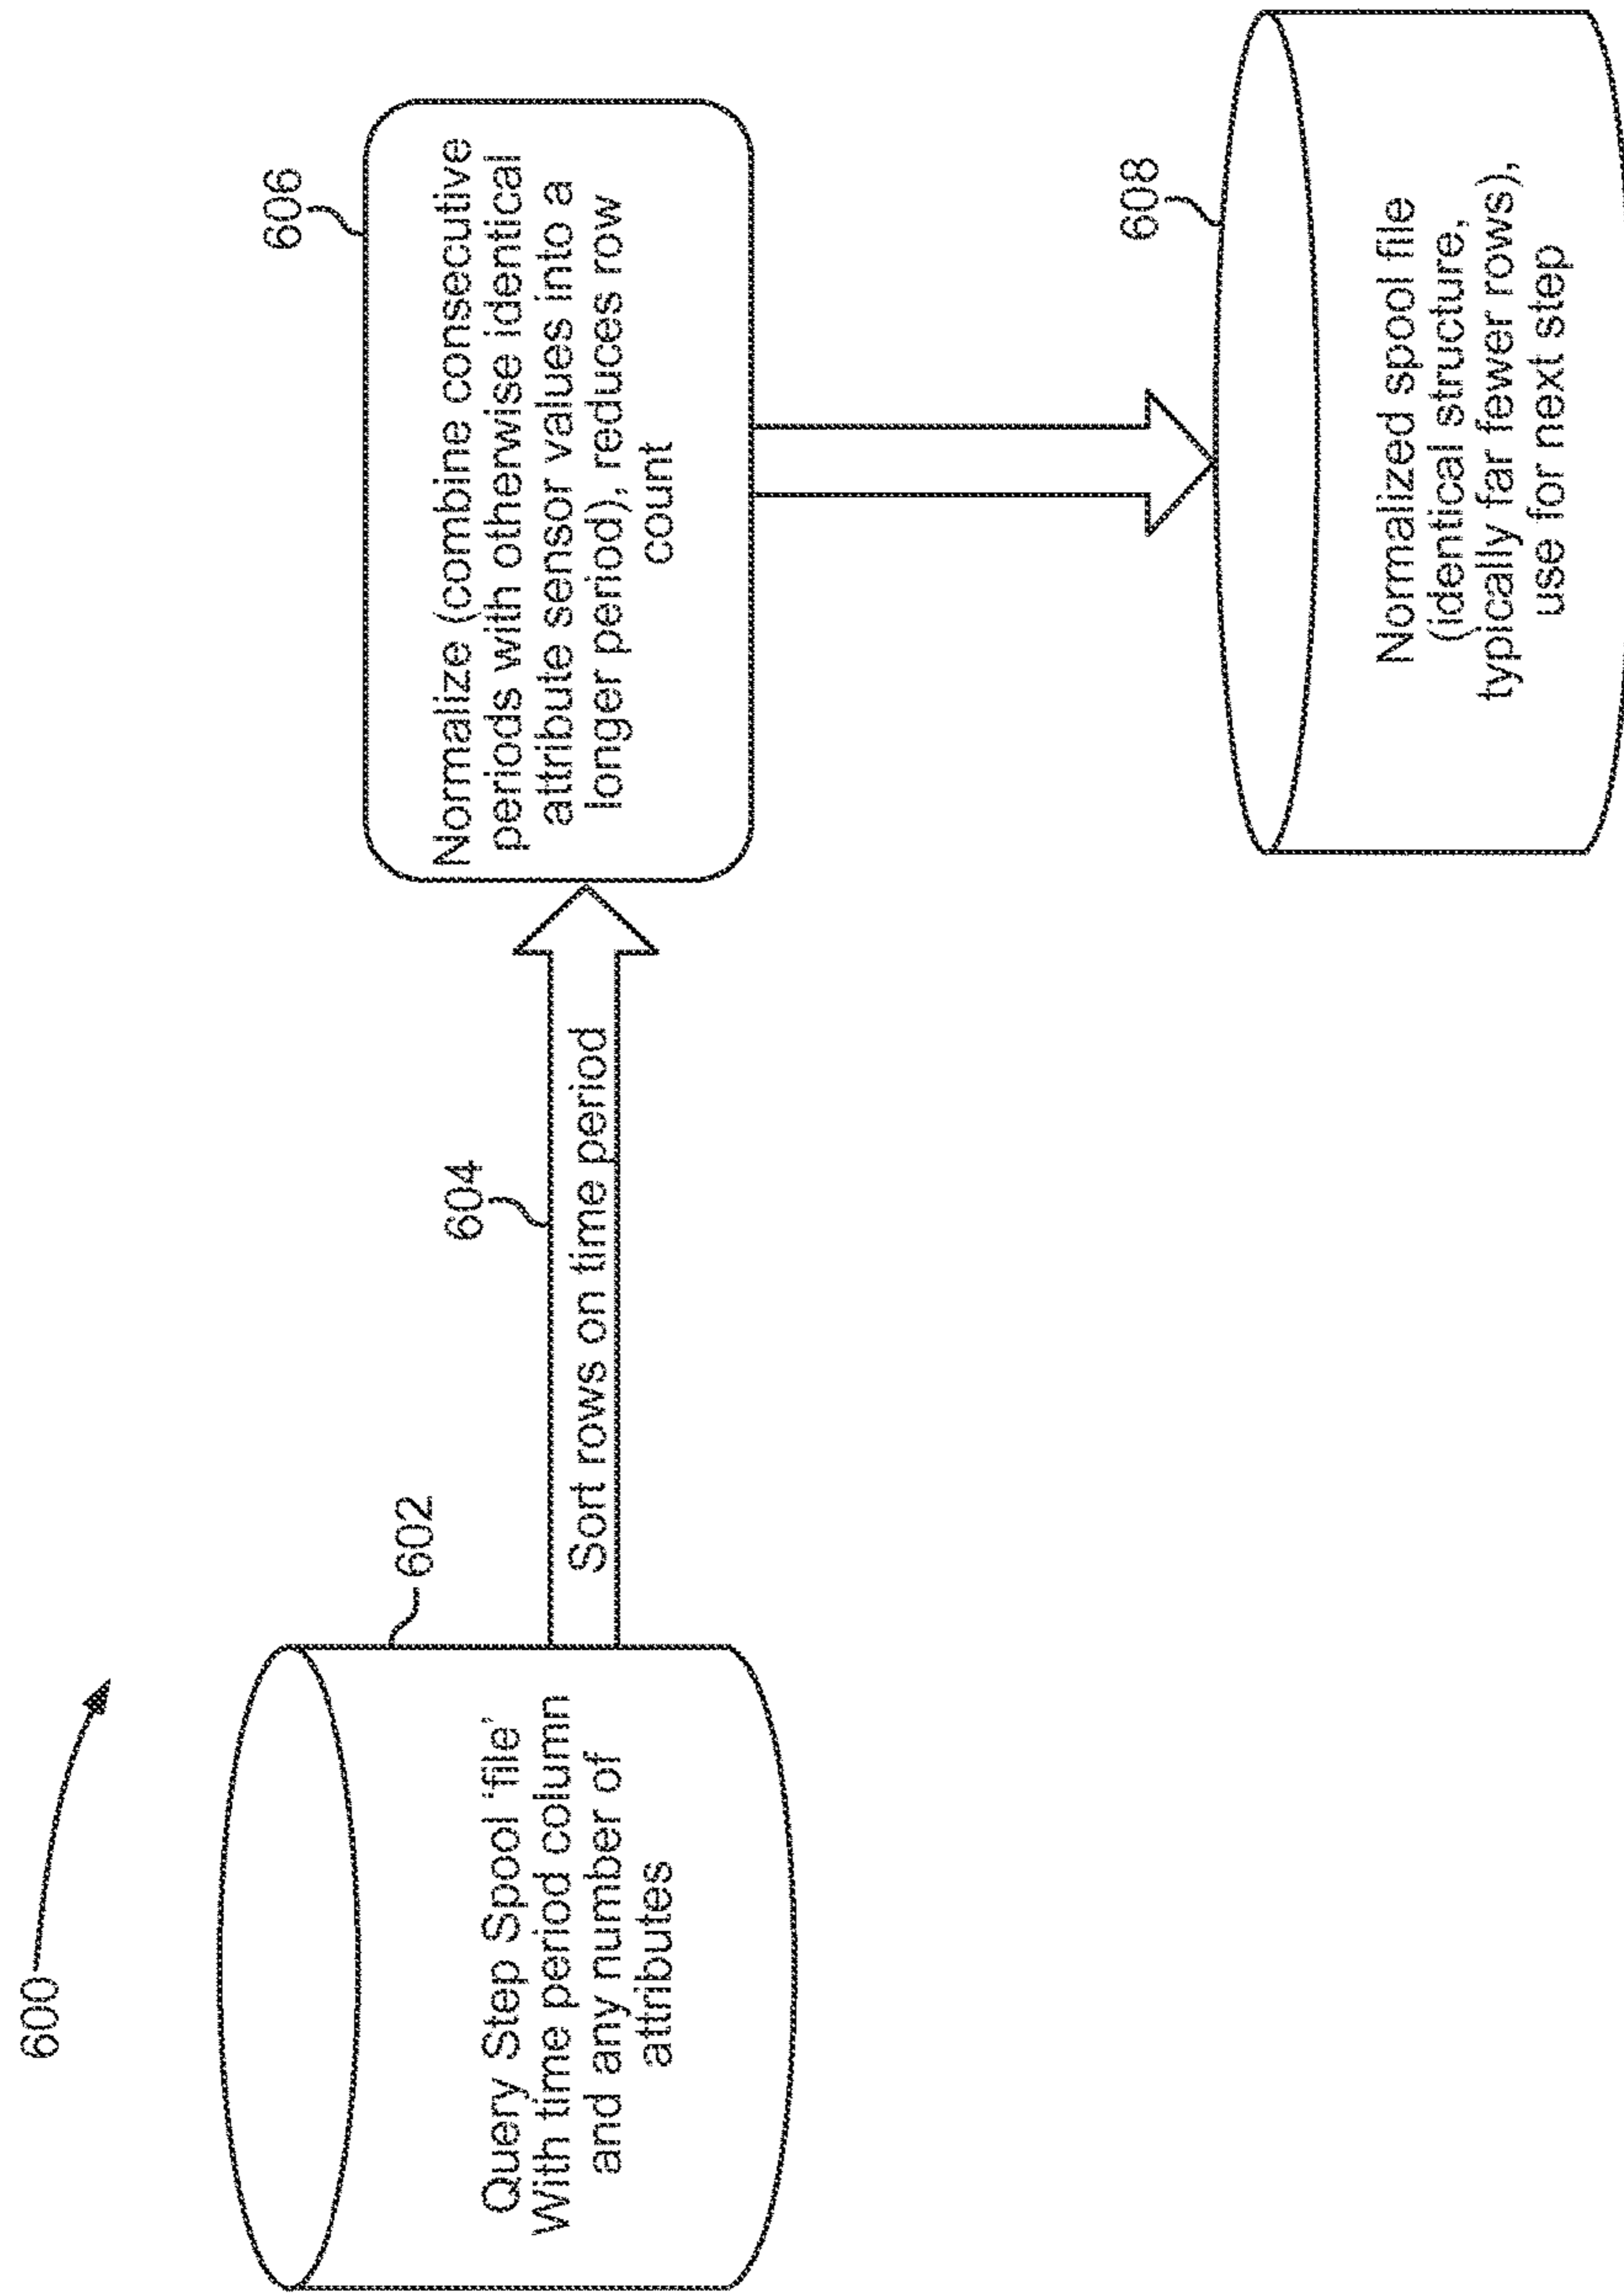 600
602
Query Step Spool 'file'
With time period column
and any number of
attributes
604
Sort rows on time period
606
Normalize (combine consecutive
periods with otherwise identical
attribute sensor values into a
longer period), reduces row
count
608
Normalized spool file
(identical structure,
typically far fewer rows),
use for next step